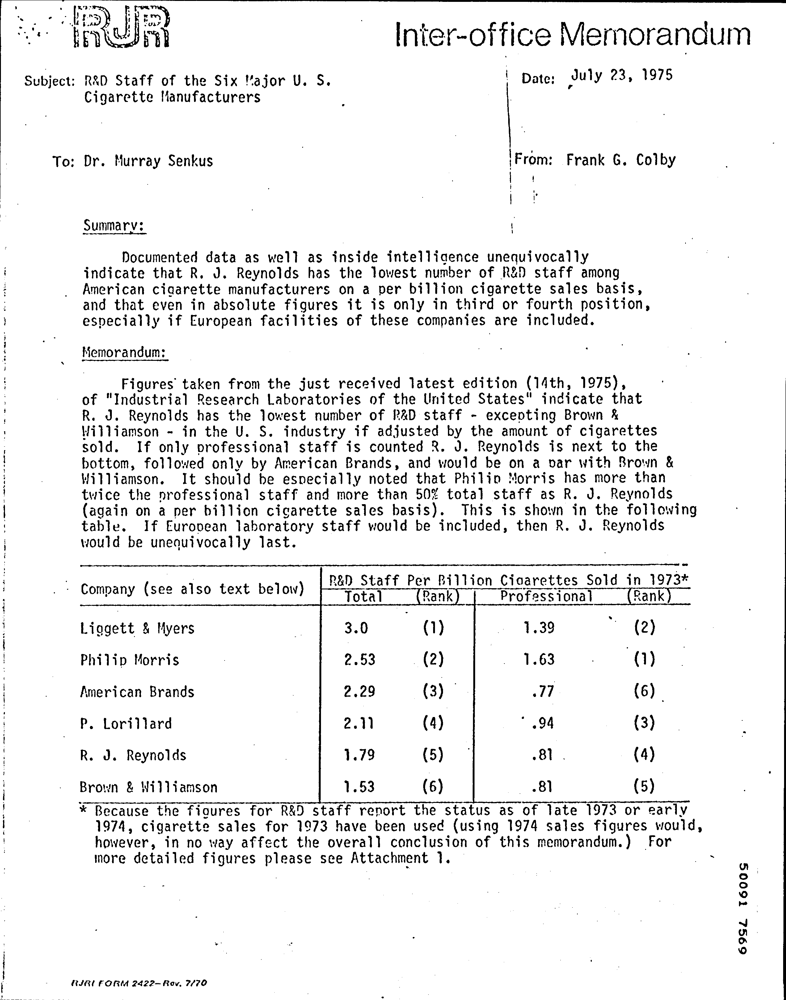 RJR
Inter-office Memorandum
Subject: R&D Staff of the Six Major U. S.
Cigarette Manufacturers
Date: July 23, 1975
To: Dr. Murray Senkus
From: Frank G. Colby
Summary:
Documented data as well as inside intelligence unequivocally
indicate that R. J. Reynolds has the lowest number of R&D staff among
American cigarette manufacturers on a per billion cigarette sales basis,
and that even in absolute figures it is only in third or fourth position,
especially if European facilities of these companies are included.
Memorandum:
Figures taken from the just received latest edition (14th, 1975),
of "Industrial Research Laboratories of the United States" indicate that
R. J. Reynolds has the lowest number of R&D staff - excepting Brown &
Williamson - in the U. S. industry if adjusted by the amount of cigarettes
sold. If only professional staff is counted R. J. Reynolds is next to the
bottom, followed only by American Brands, and would be on a par with Brown &
Williamson. It should be especially noted that Philip Morris has more than
twice the professional staff and more than 50% total staff as R. J. Reynolds
(again on a per billion cigarette sales basis). This is shown in the following
table. If European laboratory staff would be included, then R. J. Reynolds
would be unequivocally last.
Company (see also text below)
R&D Staff Per Billion Cigarettes Sold in 1973*
Total (Rank) Professional (Rank)
Liggett & Myers 3.0 (1) 1.39 (2)
Philip Morris 2.53 (2) 1.63 (1)
American Brands 2.29 (3) .77 (6)
P. Lorillard 2.11 (4) .94 (3)
R. J. Reynolds 1.79 (5) .81 (4)
Brown & Williamson 1.53 (6) .81 (5)
* Because the figures for R&D staff report the status as of late 1973 or early
1974, cigarette sales for 1973 have been used (using 1974 sales figures would,
however, in no way affect the overall conclusion of this memorandum.) For
more detailed figures please see Attachment 1.
50091 7569
RJRI FORM 2422-Rev. 7/70